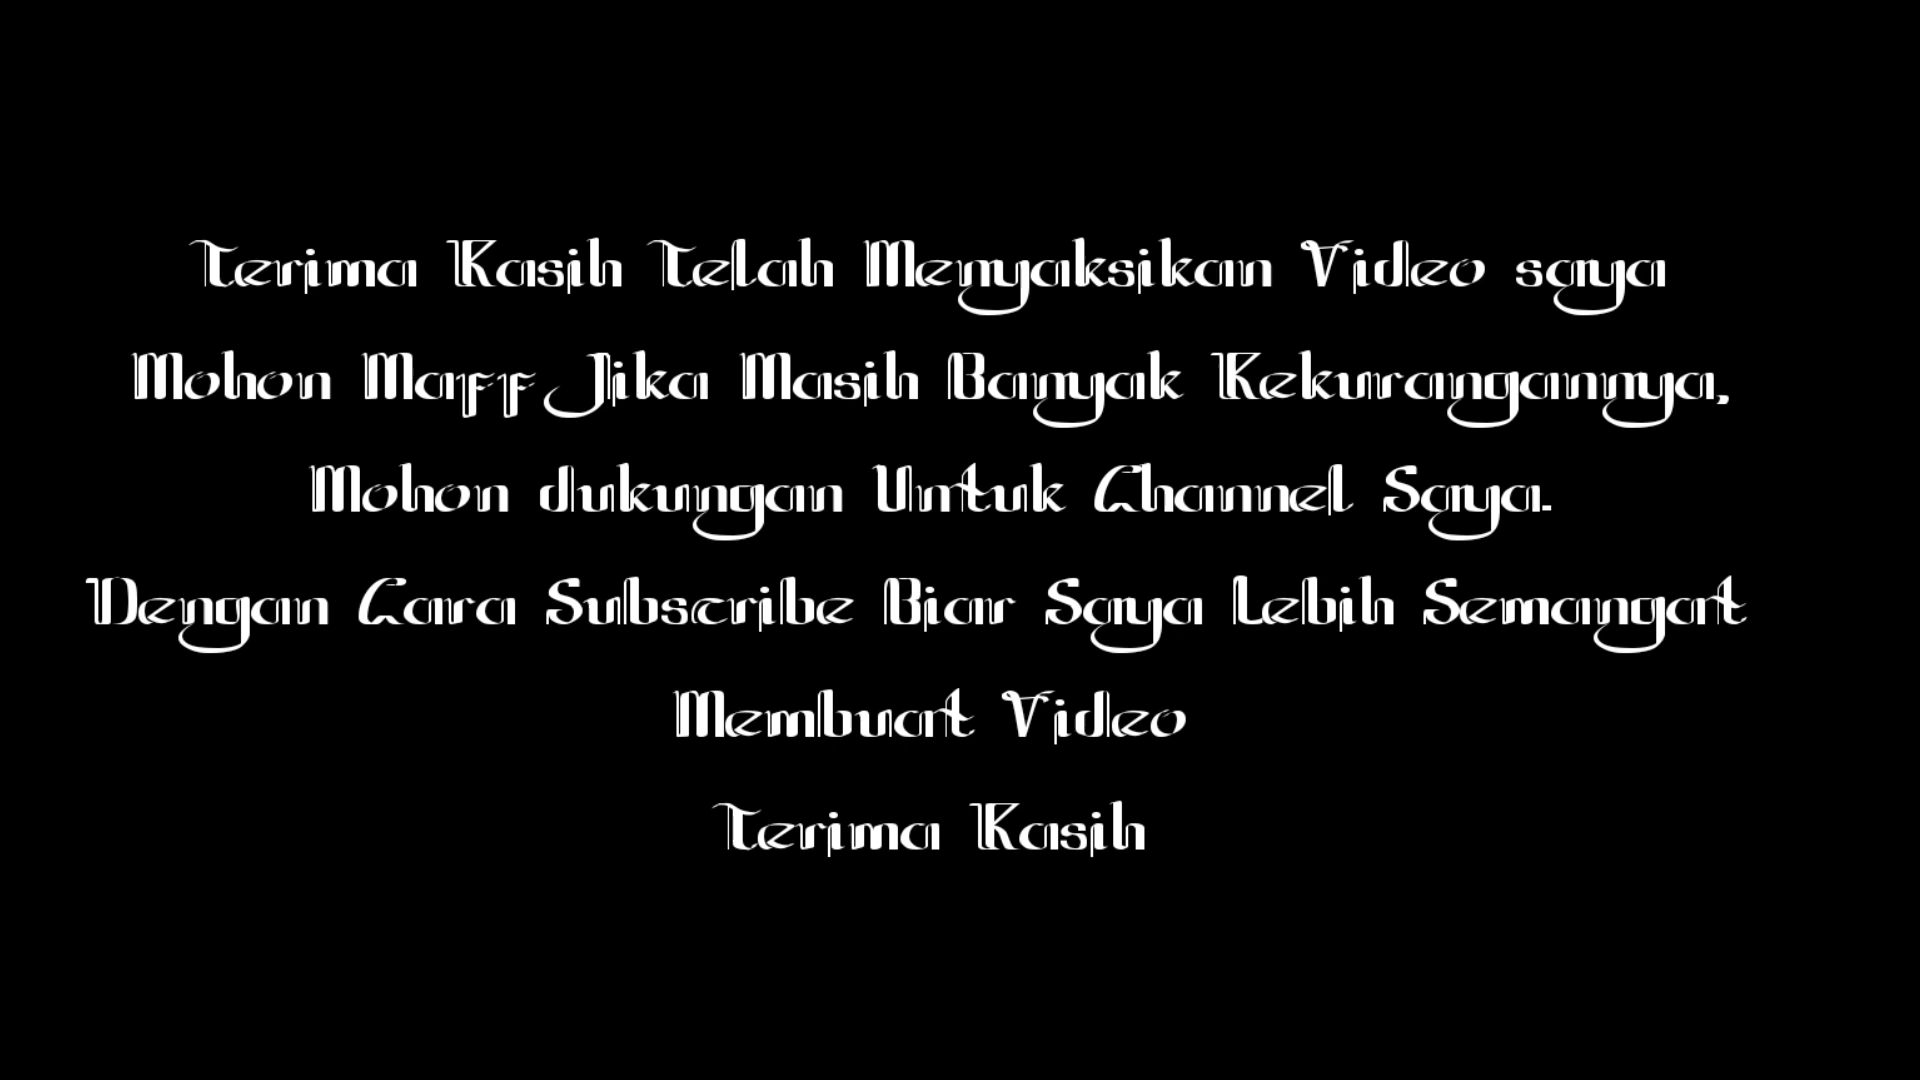 Terima Kasih Telah Menyaksikan Video saya
Mohon Maff Jika Masih Banyak Kekurangannya,
Mohon dukungan Untuk Channel Saya.
Dengan Cara Subscribe Biar Saya Lebih Semangat
Membuat Video
Terima Kasih